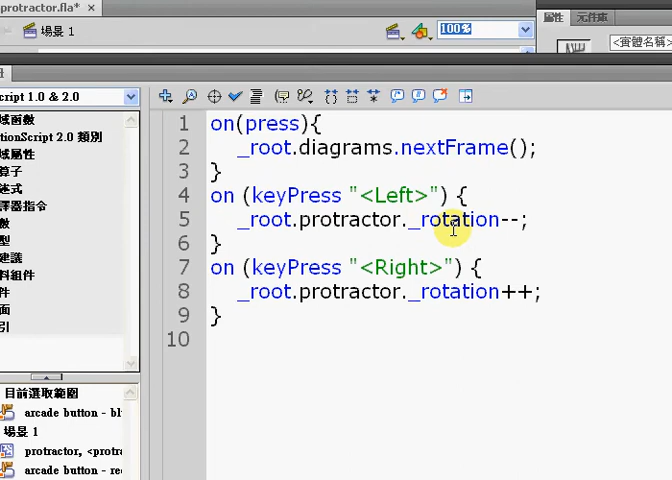 protractor.fla* ×
場景 1
100%
屬性
元件庫
<實體名稱>
cript 1.0 & 2.0
域函數
ctionScript 2.0 類別
域屬性
算子
述式
譯器指令
數
型
建議
料組件
件
面
引
1 on(press){
2 _root.diagrams.nextFrame();
3 }
4 on (keyPress "<Left>") {
5 _root.protractor._rotation--;
6 }
7 on (keyPress "<Right>") {
8 _root.protractor._rotation++;
9 }
10
目前選取範圍
arcade button - bl
場景 1
protractor, <protra
arcade button - re